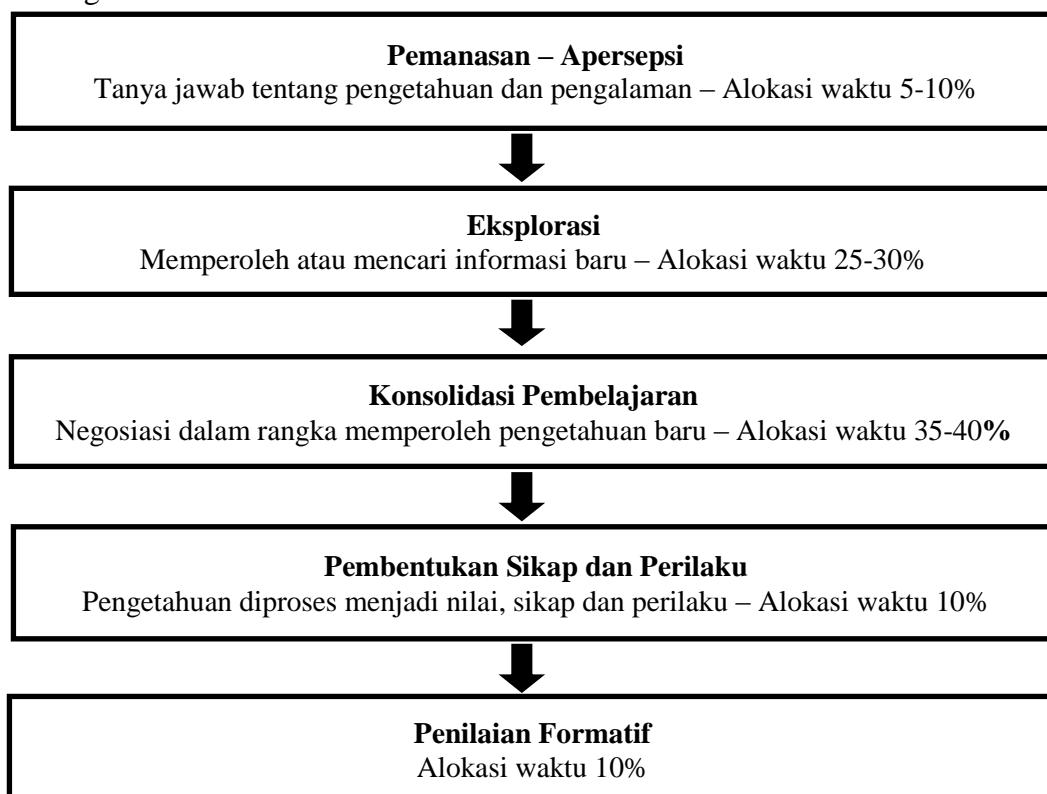 Pemanasan – Apersepsi
Tanya jawab tentang pengetahuan dan pengalaman – Alokasi waktu 5-10%
Eksplorasi
Memperoleh atau mencari informasi baru – Alokasi waktu 25-30%
Konsolidasi Pembelajaran
Negosiasi dalam rangka memperoleh pengetahuan baru – Alokasi waktu 35-40%
Pembentukan Sikap dan Perilaku
Pengetahuan diproses menjadi nilai, sikap dan perilaku – Alokasi waktu 10%
Penilaian Formatif
Alokasi waktu 10%